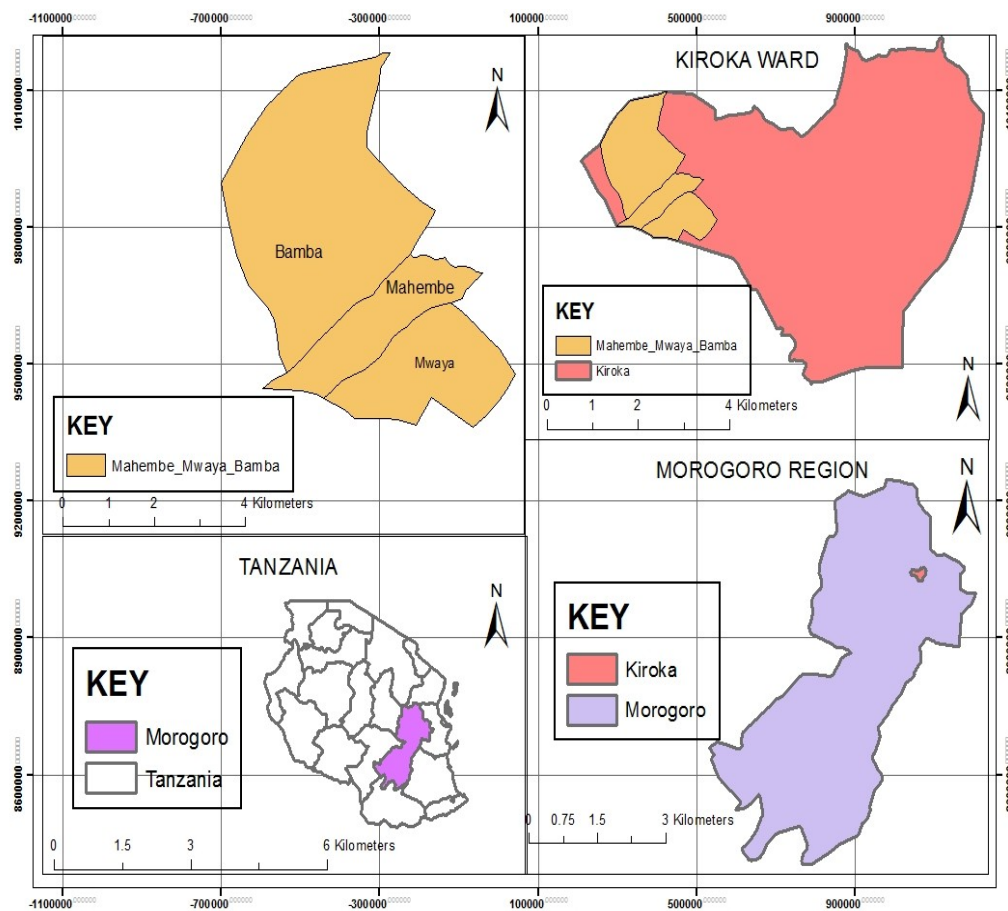 -1100000 -700000 -300000 100000 500000 900000
KIROKA WARD
N
Bamba
Mahembe
Mwaya
KEY
Mahembe_Mwaya_Bamba
0 1 2 4 Kilometers
KEY
Mahembe_Mwaya_Bamba
Kiroka
N
0 1 2 4 Kilometers
TANZANIA
N
KEY
Morogoro
Tanzania
0 1.5 3 6 Kilometers
MOROGORO REGION
N
KEY
Kiroka
Morogoro
0 0.75 1.5 3 Kilometers
10100000
9800000
9500000
9200000
8900000
8600000
-1100000 -700000 -300000 100000 500000 900000